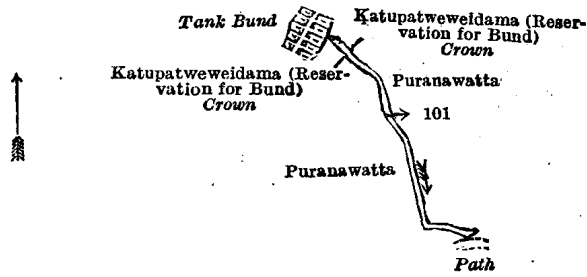 Tank Bund
Katupatweweidama (Reser-
vation for Bund)
Crown
Katupatweweidama (Reser-
vation for Bund)
Crown
Puranawatta
101
Puranawatta
Path